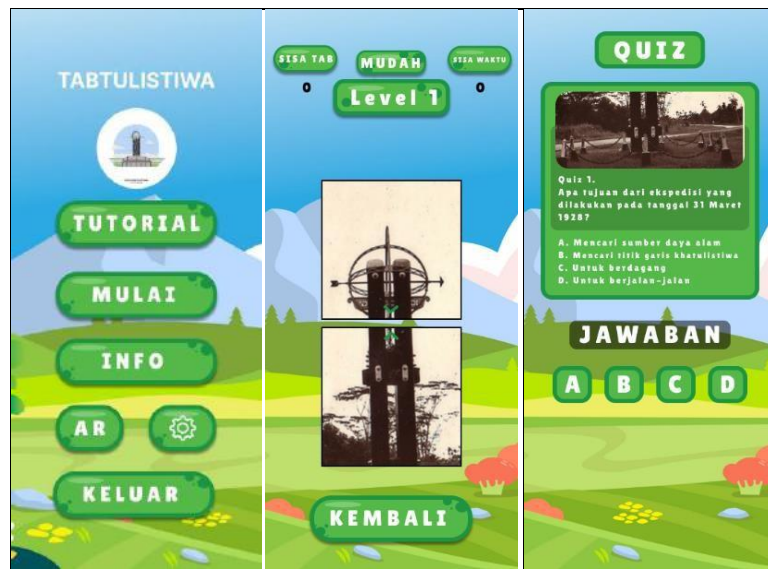 TABTULISTIWA
TUTORIAL
MULAI
INFO
AR
KELUAR
SISA TAB
MUDAH
SISA WAKTU
0
0
Level 1
KEMBALI
QUIZ
Quiz 1.
Apa tujuan dari ekspedisi yang
dilakukan pada tanggal 31 Maret
1928?
A. Mencari sumber daya alam
B. Mencari titik garis khatulistiwa
C. Untuk berdagang
D. Untuk berjalan-jalan
JAWABAN
A B C D